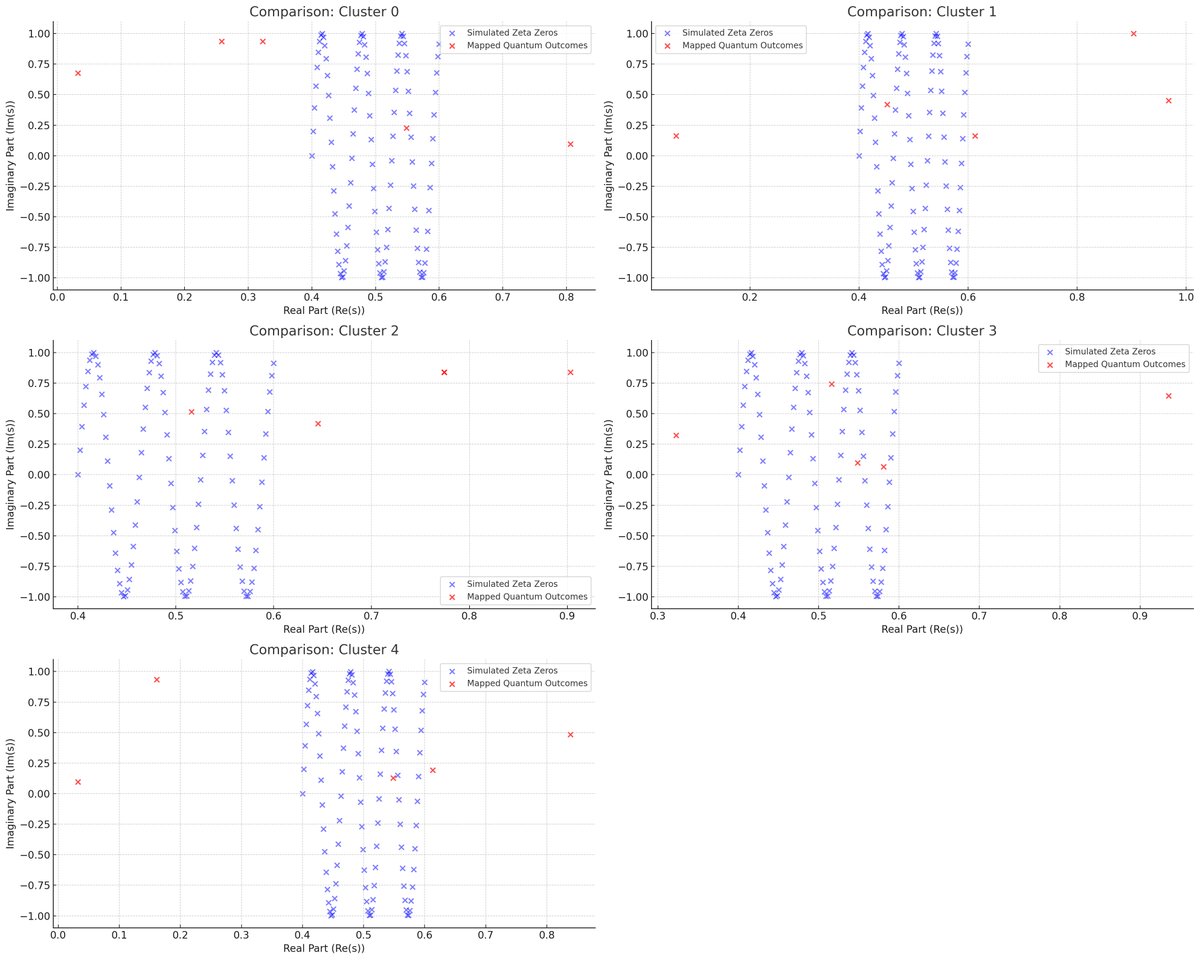 Comparison: Cluster 0
Simulated Zeta Zeros
Mapped Quantum Outcomes
Imaginary Part (Im(s))
1.00
0.75
0.50
0.25
0.00
−0.25
−0.50
−0.75
−1.00
0.0 0.1 0.2 0.3 0.4 0.5 0.6 0.7 0.8
Real Part (Re(s))
Comparison: Cluster 1
Simulated Zeta Zeros
Mapped Quantum Outcomes
Imaginary Part (Im(s))
1.00
0.75
0.50
0.25
0.00
−0.25
−0.50
−0.75
−1.00
0.2 0.4 0.6 0.8 1.0
Real Part (Re(s))
Comparison: Cluster 2
Imaginary Part (Im(s))
1.00
0.75
0.50
0.25
0.00
−0.25
−0.50
−0.75
−1.00
Simulated Zeta Zeros
Mapped Quantum Outcomes
0.4 0.5 0.6 0.7 0.8 0.9
Real Part (Re(s))
Comparison: Cluster 3
Simulated Zeta Zeros
Mapped Quantum Outcomes
Imaginary Part (Im(s))
1.00
0.75
0.50
0.25
0.00
−0.25
−0.50
−0.75
−1.00
0.3 0.4 0.5 0.6 0.7 0.8 0.9
Real Part (Re(s))
Comparison: Cluster 4
Simulated Zeta Zeros
Mapped Quantum Outcomes
Imaginary Part (Im(s))
1.00
0.75
0.50
0.25
0.00
−0.25
−0.50
−0.75
−1.00
0.0 0.1 0.2 0.3 0.4 0.5 0.6 0.7 0.8
Real Part (Re(s))